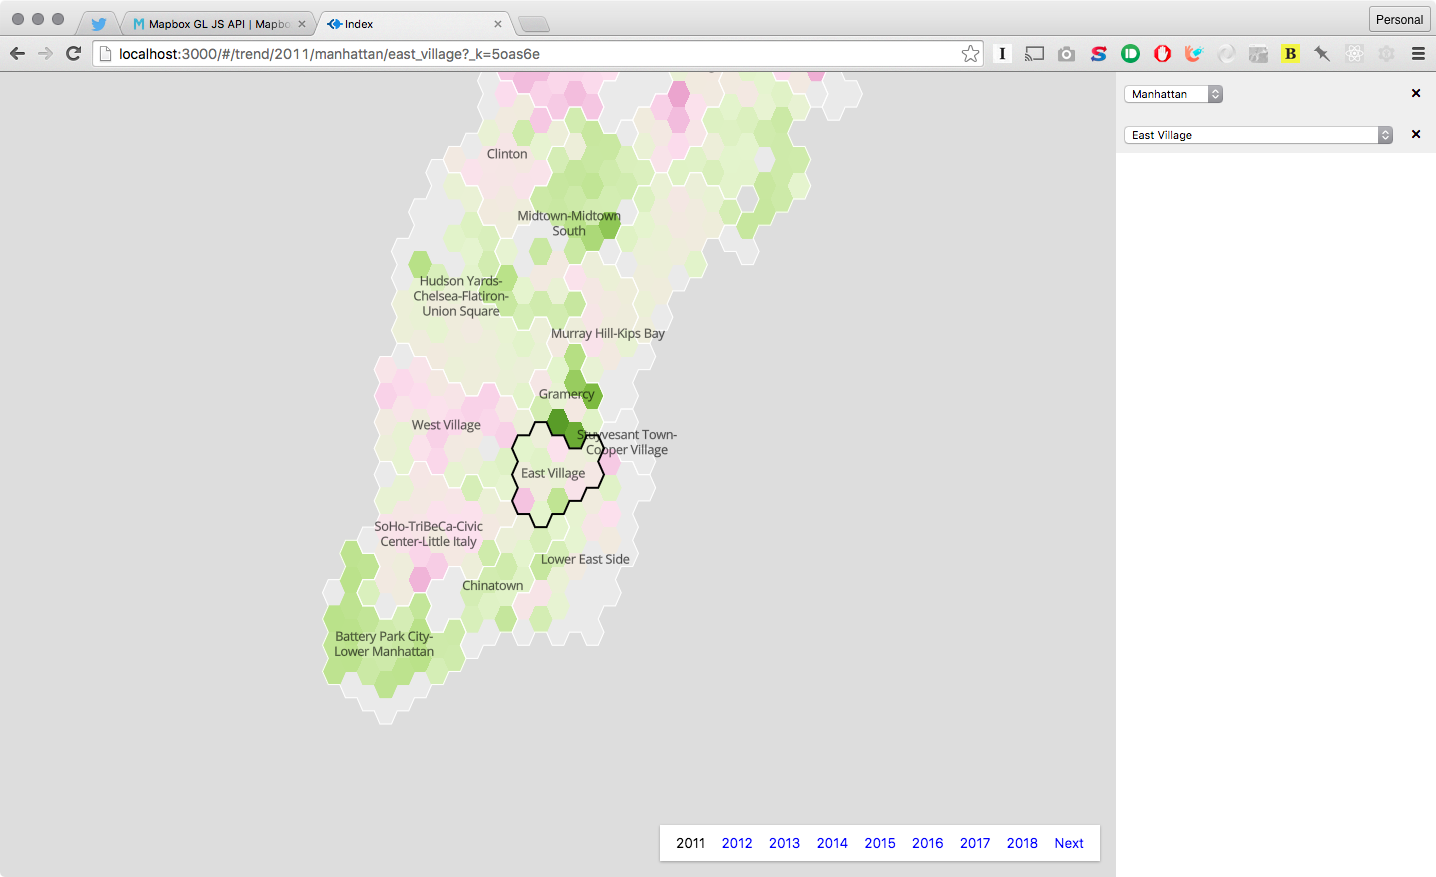 Mapbox GL JS API | Mapbo
Index
Personal
localhost:3000/#/trend/2011/manhattan/east_village?_k=5oas6e
I
S
B
Manhattan
East Village
Clinton
Midtown-Midtown
South
Hudson Yards-
Chelsea-Flatiron-
Union Square
Murray Hill-Kips Bay
Gramercy
West Village
Stuyvesant Town-
Cooper Village
East Village
SoHo-TriBeCa-Civic
Center-Little Italy
Lower East Side
Chinatown
Battery Park City-
Lower Manhattan
2011 2012 2013 2014 2015 2016 2017 2018 Next